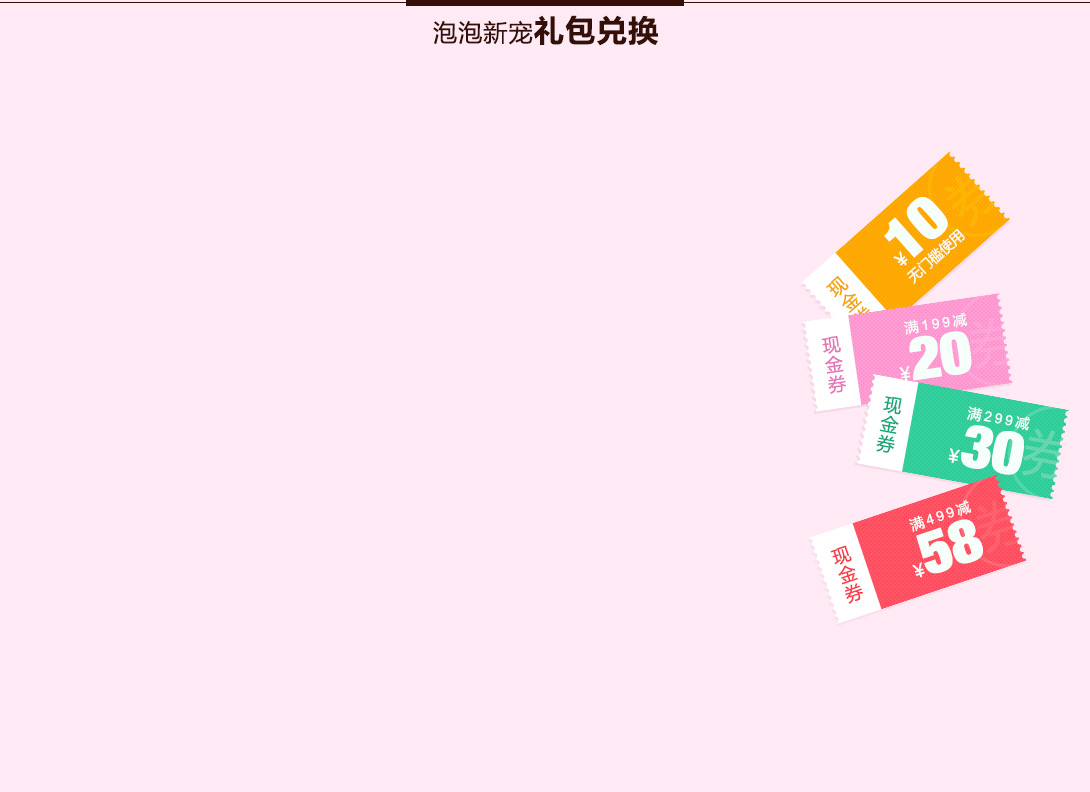 泡泡新宠礼包兑换
券
¥10
无门槛使用
现金券
满199减
¥20
券
现金券
满299减
¥30
券
现金券
满499减
¥58
券
现金券